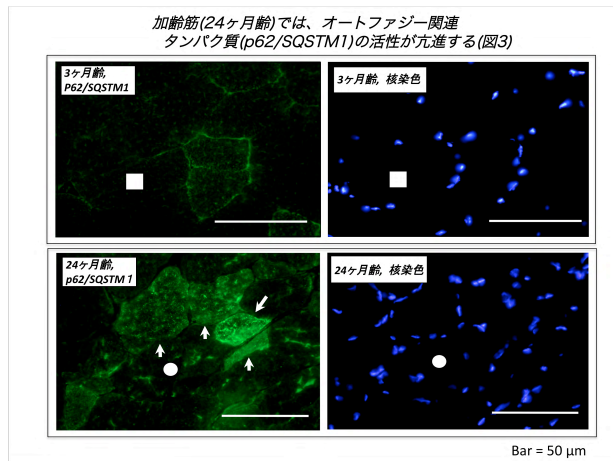 加齢筋(24ヶ月齢)では、オートファジー関連
タンパク質(p62/SQSTM1)の活性が亢進する(図3)
3ヶ月齢,
P62/SQSTM1
3ヶ月齢, 核染色
24ヶ月齢,
p62/SQSTM 1
24ヶ月齢, 核染色
Bar = 50 μm